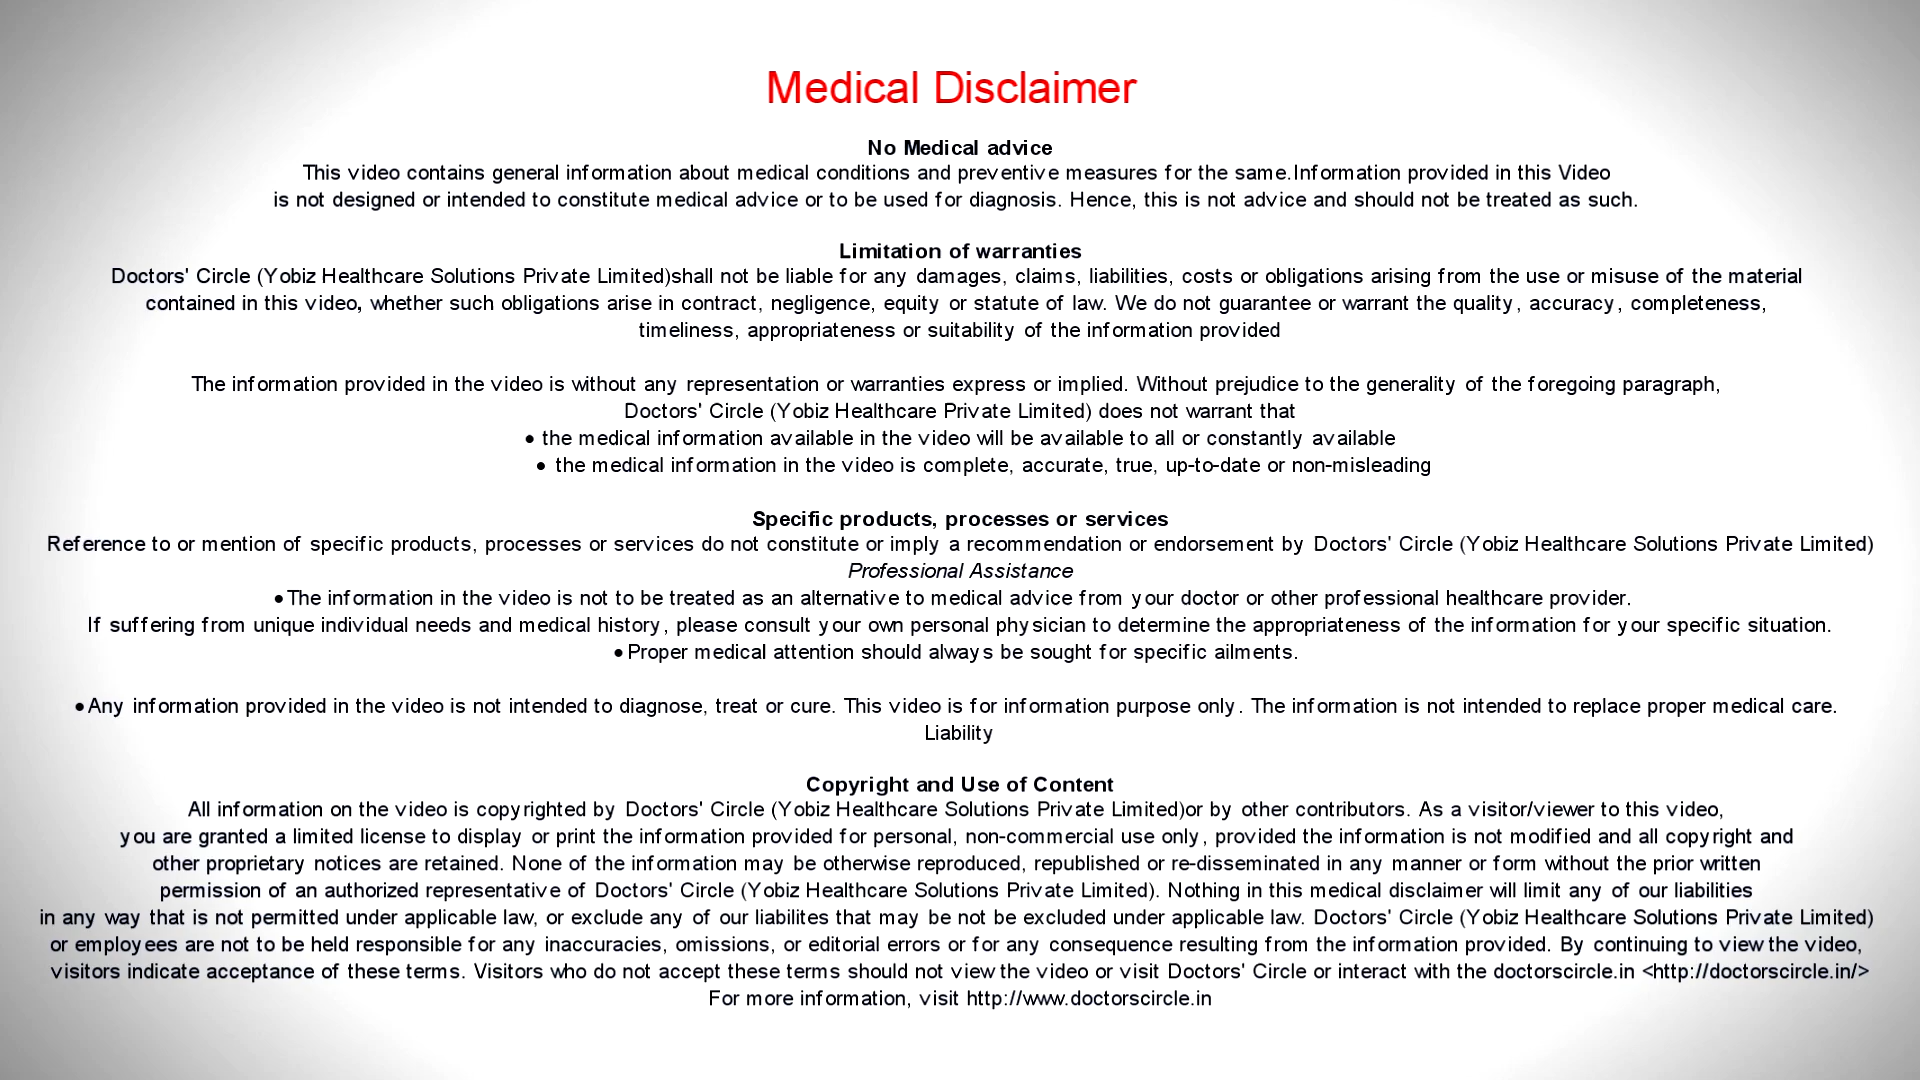 Medical Disclaimer
No Medical advice
This video contains general information about medical conditions and preventive measures for the same.Information provided in this Video
is not designed or intended to constitute medical advice or to be used for diagnosis. Hence, this is not advice and should not be treated as such.
Limitation of warranties
Doctors' Circle (Yobiz Healthcare Solutions Private Limited)shall not be liable for any damages, claims, liabilities, costs or obligations arising from the use or misuse of the material
contained in this video, whether such obligations arise in contract, negligence, equity or statute of law. We do not guarantee or warrant the quality, accuracy, completeness,
timeliness, appropriateness or suitability of the information provided
The information provided in the video is without any representation or warranties express or implied. Without prejudice to the generality of the foregoing paragraph,
Doctors' Circle (Yobiz Healthcare Private Limited) does not warrant that
• the medical information available in the video will be available to all or constantly available
• the medical information in the video is complete, accurate, true, up-to-date or non-misleading
Specific products, processes or services
Reference to or mention of specific products, processes or services do not constitute or imply a recommendation or endorsement by Doctors' Circle (Yobiz Healthcare Solutions Private Limited)
Professional Assistance
•The information in the video is not to be treated as an alternative to medical advice from your doctor or other professional healthcare provider.
If suffering from unique individual needs and medical history, please consult your own personal physician to determine the appropriateness of the information for your specific situation.
•Proper medical attention should always be sought for specific ailments.
•Any information provided in the video is not intended to diagnose, treat or cure. This video is for information purpose only. The information is not intended to replace proper medical care.
Liability
Copyright and Use of Content
All information on the video is copyrighted by Doctors' Circle (Yobiz Healthcare Solutions Private Limited)or by other contributors. As a visitor/viewer to this video,
you are granted a limited license to display or print the information provided for personal, non-commercial use only, provided the information is not modified and all copyright and
other proprietary notices are retained. None of the information may be otherwise reproduced, republished or re-disseminated in any manner or form without the prior written
permission of an authorized representative of Doctors' Circle (Yobiz Healthcare Solutions Private Limited). Nothing in this medical disclaimer will limit any of our liabilities
in any way that is not permitted under applicable law, or exclude any of our liabilites that may be not be excluded under applicable law. Doctors' Circle (Yobiz Healthcare Solutions Private Limited)
or employees are not to be held responsible for any inaccuracies, omissions, or editorial errors or for any consequence resulting from the information provided. By continuing to view the video,
visitors indicate acceptance of these terms. Visitors who do not accept these terms should not view the video or visit Doctors' Circle or interact with the doctorscircle.in <http://doctorscircle.in/>
For more information, visit http://www.doctorscircle.in